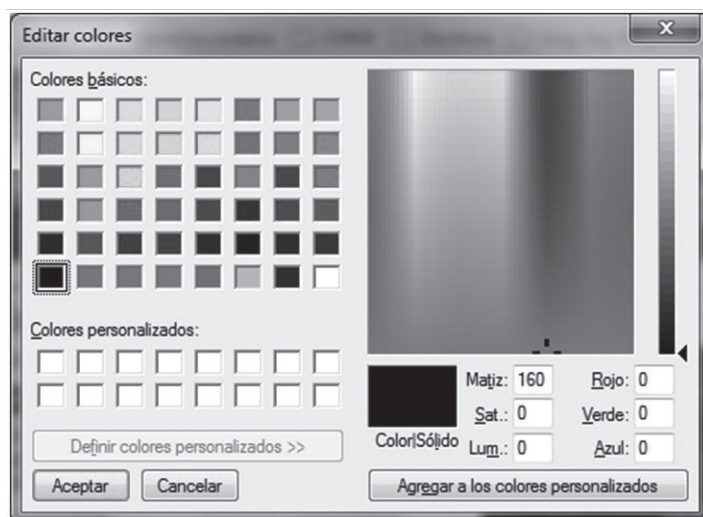 Editar colores
Colores básicos:
Colores personalizados:
Definir colores personalizados >>
Aceptar
Cancelar
Color|Sólido
Matiz: 160
Sat.: 0
Lum.: 0
Rojo: 0
Verde: 0
Azul: 0
Agregar a los colores personalizados